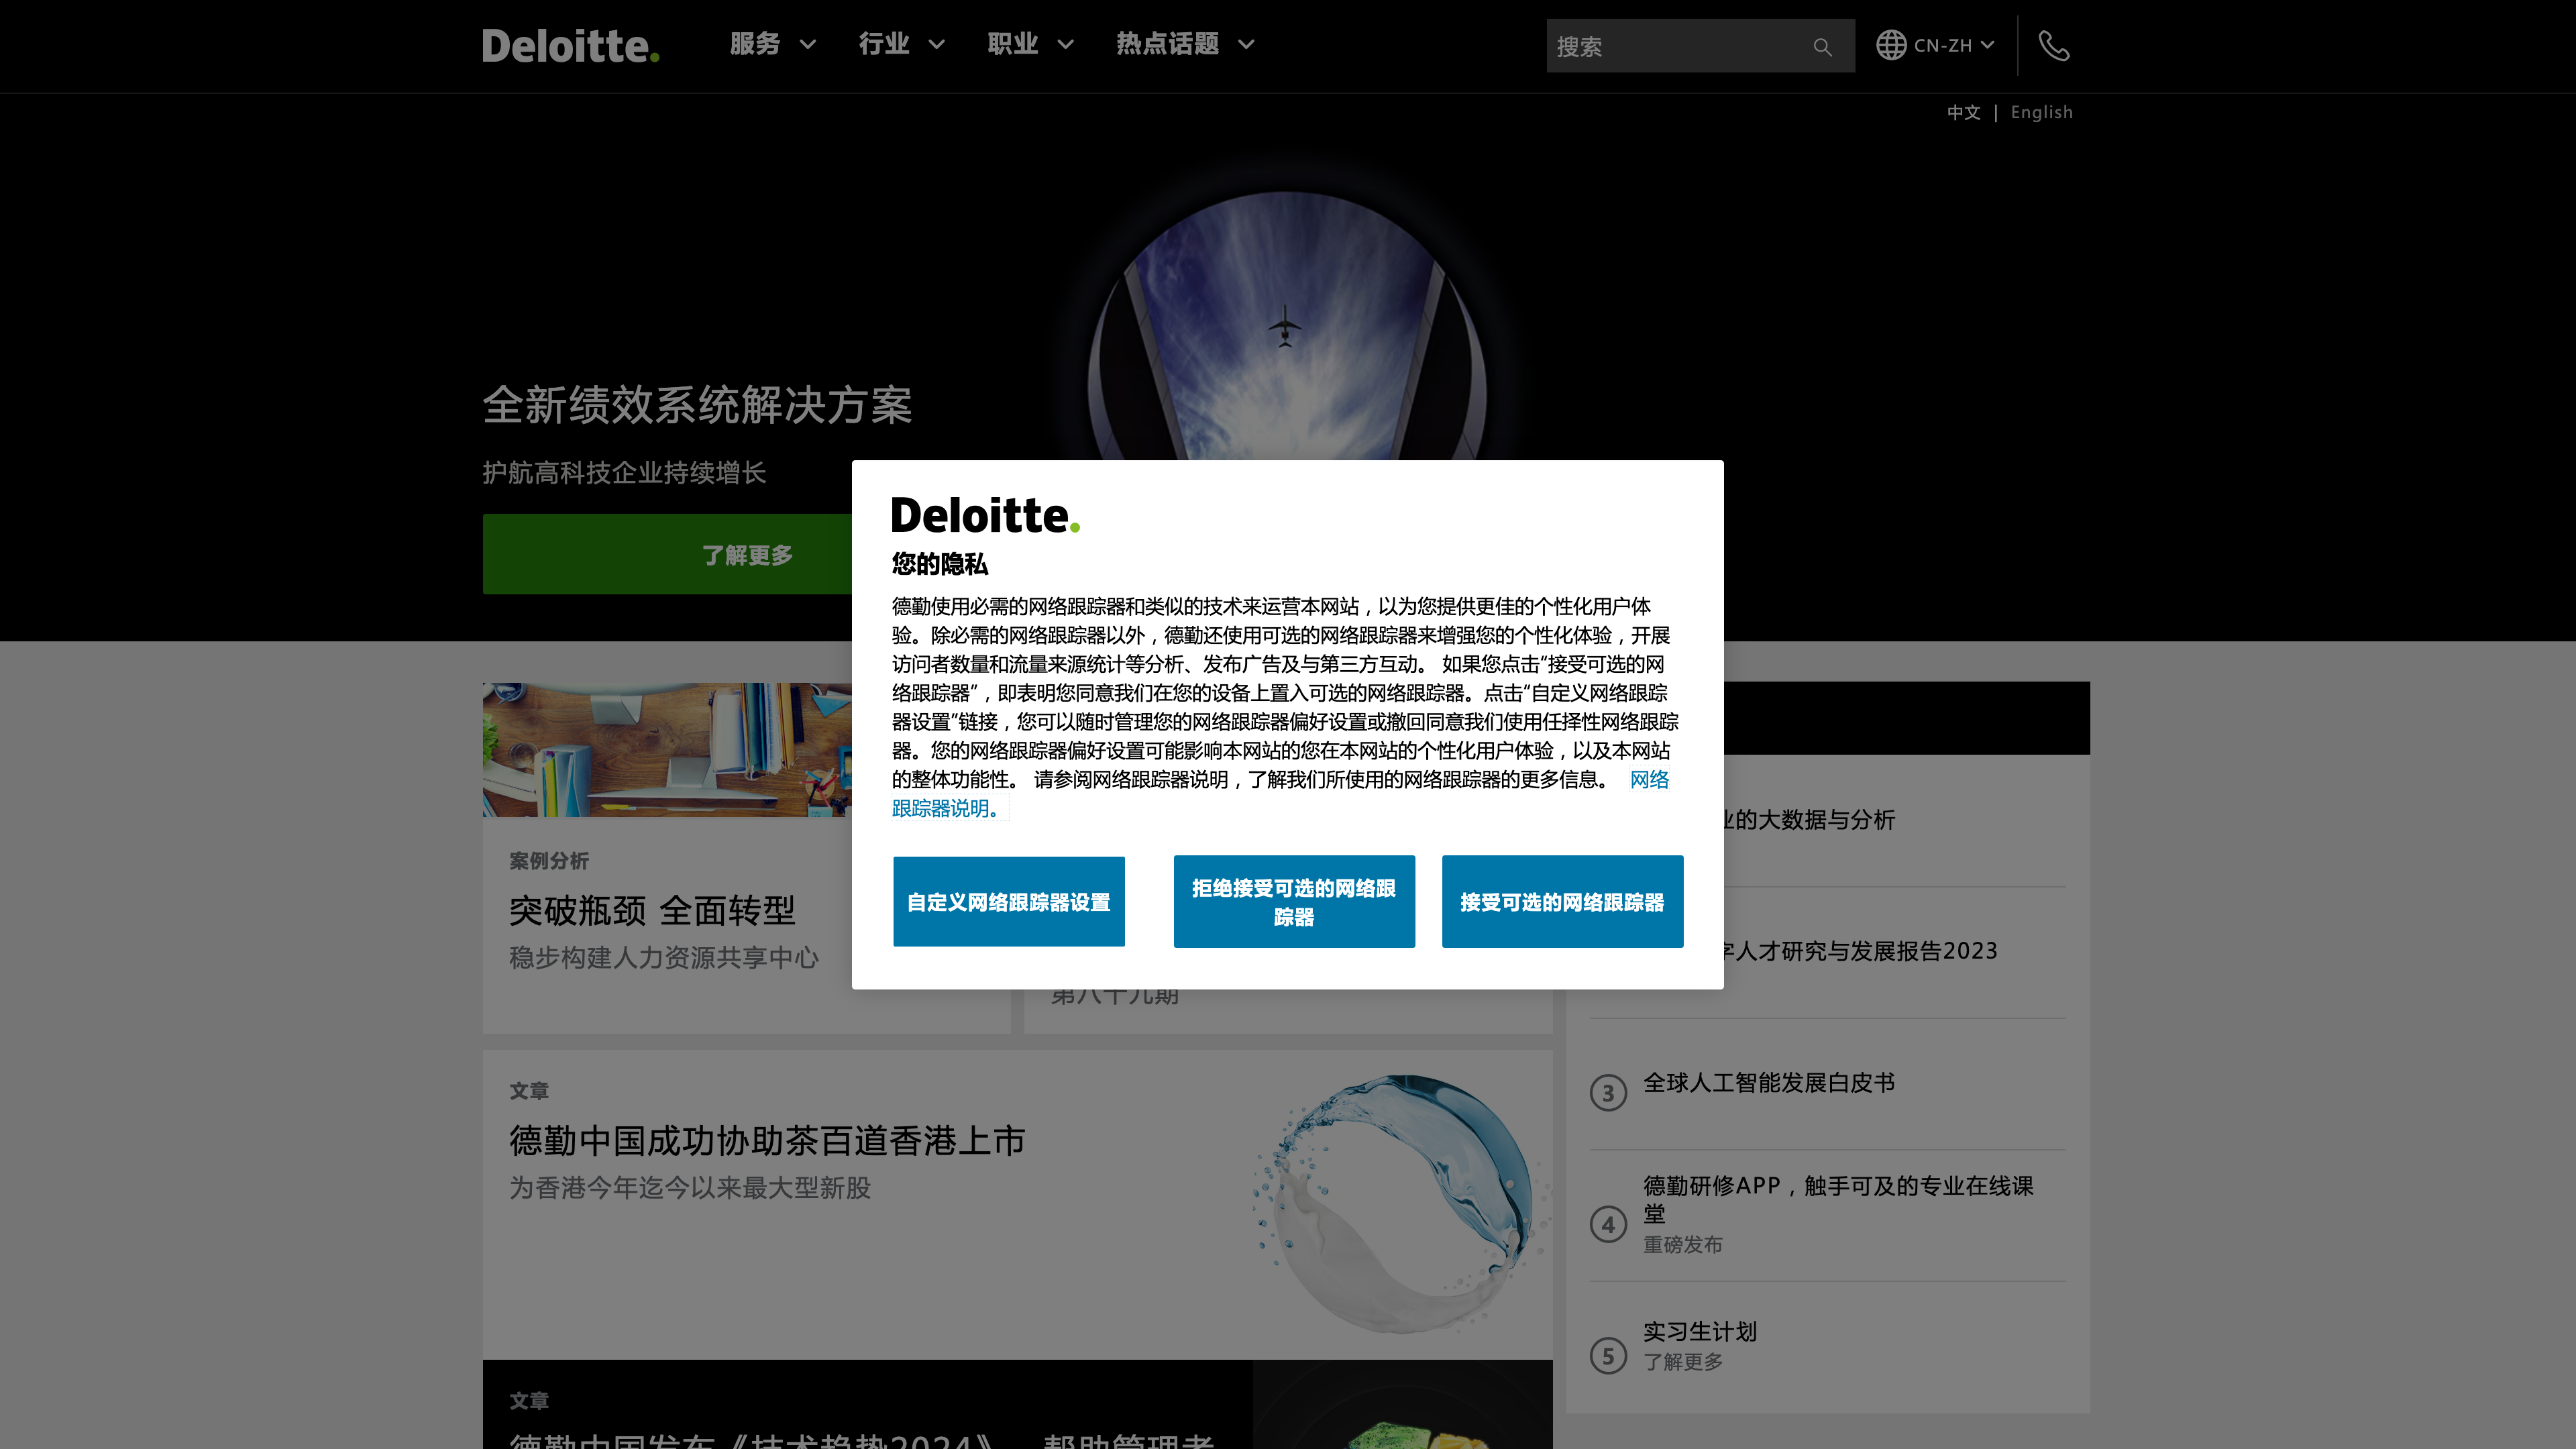 Deloitte.
服务
行业
职业
热点话题
搜索
CN-ZH
中文 | English
全新绩效系统解决方案
护航高科技企业持续增长
了解更多
Deloitte.
您的隐私
德勤使用必需的网络跟踪器和类似的技术来运营本网站，以为您提供更佳的个性化用户体
验。除必需的网络跟踪器以外，德勤还使用可选的网络跟踪器来增强您的个性化体验，开展
访问者数量和流量来源统计等分析、发布广告及与第三方互动。 如果您点击“接受可选的网
络跟踪器”，即表明您同意我们在您的设备上置入可选的网络跟踪器。点击“自定义网络跟踪
器设置”链接，您可以随时管理您的网络跟踪器偏好设置或撤回同意我们使用任择性网络跟踪
器。您的网络跟踪器偏好设置可能影响本网站的您在本网站的个性化用户体验，以及本网站
的整体功能性。 请参阅网络跟踪器说明，了解我们所使用的网络跟踪器的更多信息。 网络
跟踪器说明。
自定义网络跟踪器设置
拒绝接受可选的网络跟
踪器
接受可选的网络跟踪器
案例分析
突破瓶颈 全面转型
稳步构建人力资源共享中心
第八十九期
文章
德勤中国成功协助茶百道香港上市
为香港今年迄今以来最大型新股
文章
德勤中国发布《技术趋势2024》，帮助管理者
的大数据与分析
人才研究与发展报告2023
3 全球人工智能发展白皮书
4 德勤研修APP，触手可及的专业在线课
堂
重磅发布
5 实习生计划
了解更多